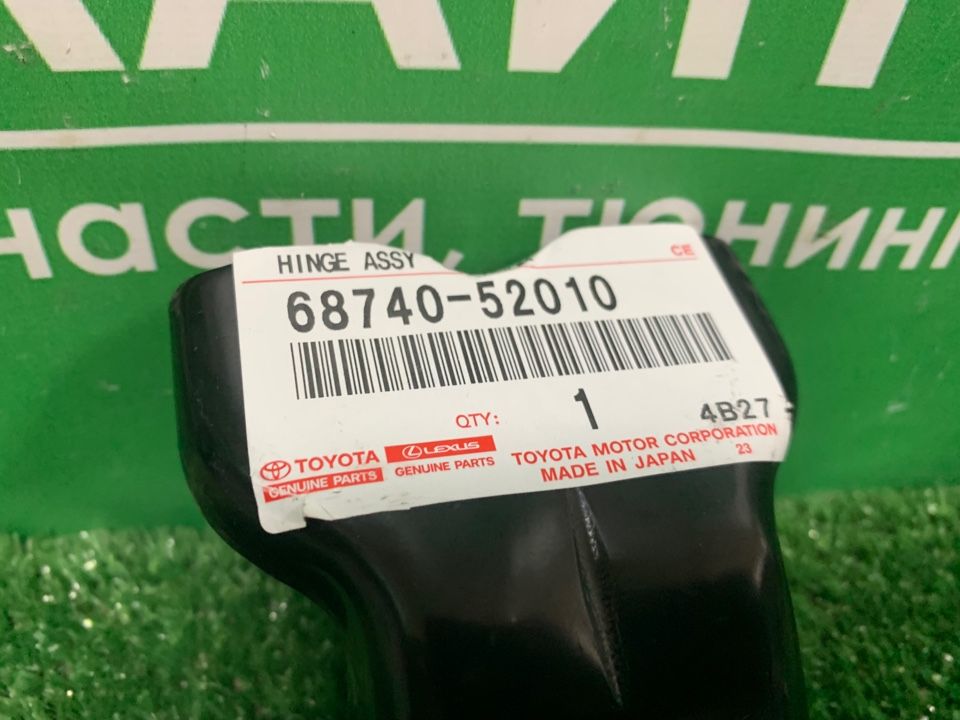 части, тюнинг
HINGE ASSY
CE
68740-52010
QTY: 1
4B27
TOYOTA
GENUINE PARTS
LEXUS
GENUINE PARTS
TOYOTA MOTOR CORPORATION
MADE IN JAPAN
23